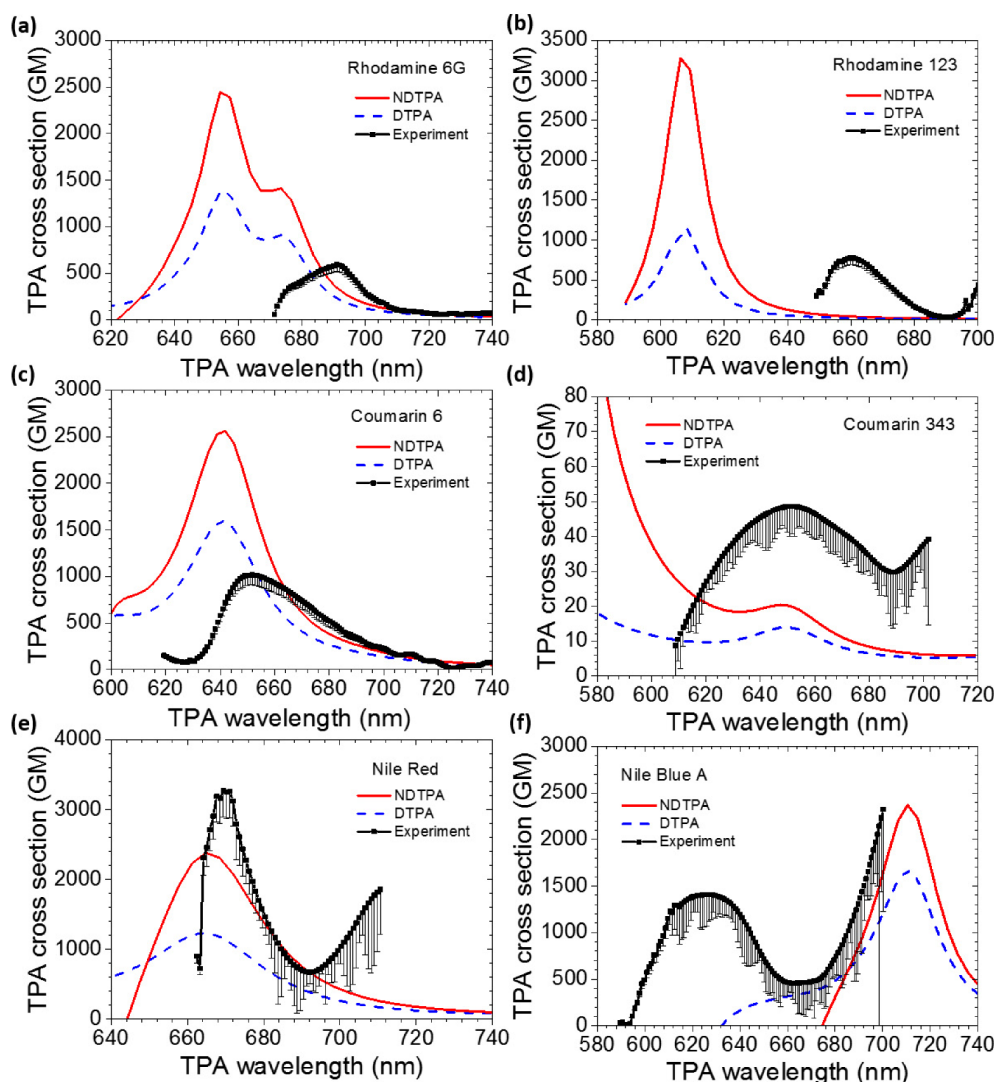 (a)
3000
2500
2000
1500
1000
500
0
TPA cross section (GM)
Rhodamine 6G
NDTPA
DTPA
Experiment
620 640 660 680 700 720 740
TPA wavelength (nm)
(b)
3500
3000
2500
2000
1500
1000
500
0
TPA cross section (GM)
Rhodamine 123
NDTPA
DTPA
Experiment
580 600 620 640 660 680 700
TPA wavelength (nm)
(c)
3000
2500
2000
1500
1000
500
0
TPA cross section (GM)
Coumarin 6
NDTPA
DTPA
Experiment
600 620 640 660 680 700 720 740
TPA wavelength (nm)
(d)
80
70
60
50
40
30
20
10
0
TPA cross section (GM)
NDTPA
DTPA
Experiment
Coumarin 343
580 600 620 640 660 680 700 720
TPA wavelength (nm)
(e)
4000
3000
2000
1000
0
TPA cross section (GM)
Nile Red
NDTPA
DTPA
Experiment
640 660 680 700 720 740
TPA wavelength (nm)
(f)
3000
2500
2000
1500
1000
500
0
TPA cross section (GM)
Nile Blue A
NDTPA
DTPA
Experiment
580 600 620 640 660 680 700 720 740
TPA wavelength (nm)